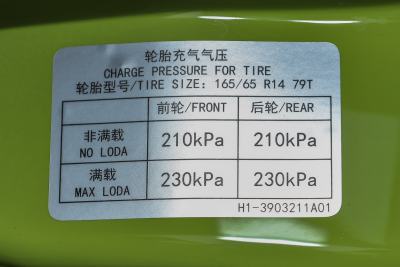 轮胎充气气压
CHARGE PRESSURE FOR TIRE
轮胎型号/TIRE SIZE: 165/65 R14 79T
前轮/FRONT 后轮/REAR
非满载
NO LODA
210kPa 210kPa
满载
MAX LODA
230kPa 230kPa
H1-3903211A01